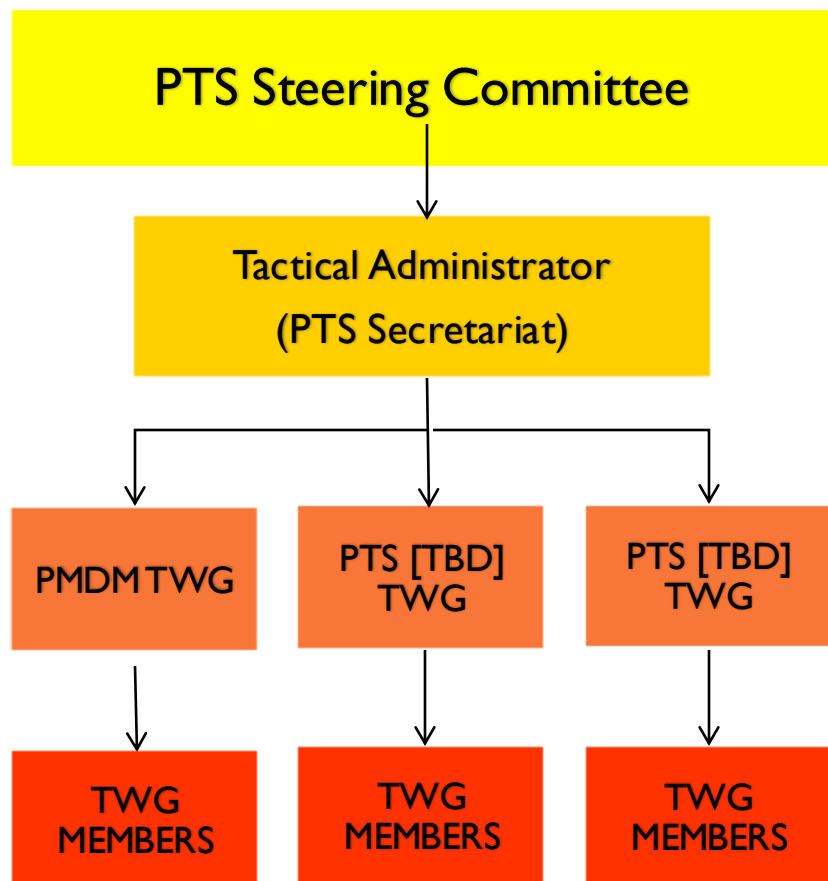 PTS Steering Committee
Tactical Administrator
(PTS Secretariat)
PMDM TWG
PTS [TBD]
TWG
PTS [TBD]
TWG
TWG
MEMBERS
TWG
MEMBERS
TWG
MEMBERS